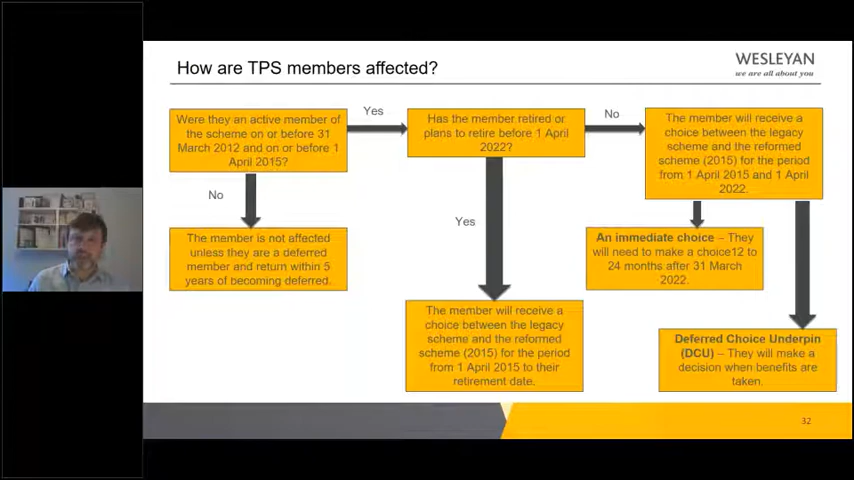 How are TPS members affected?
WESLEYAN
we are all about you
Were they an active member of
the scheme on or before 31
March 2012 and on or before 1
April 2015?
Yes
Has the member retired or
plans to retire before 1 April
2022?
No
The member will receive a
choice between the legacy
scheme and the reformed
scheme (2015) for the period
from 1 April 2015 and 1 April
2022.
No
The member is not affected
unless they are a deferred
member and return within 5
years of becoming deferred.
Yes
The member will receive a
choice between the legacy
scheme and the reformed
scheme (2015) for the period
from 1 April 2015 to their
retirement date.
An immediate choice – They
will need to make a choice12 to
24 months after 31 March
2022.
Deferred Choice Underpin
(DCU) – They will make a
decision when benefits are
taken.
32